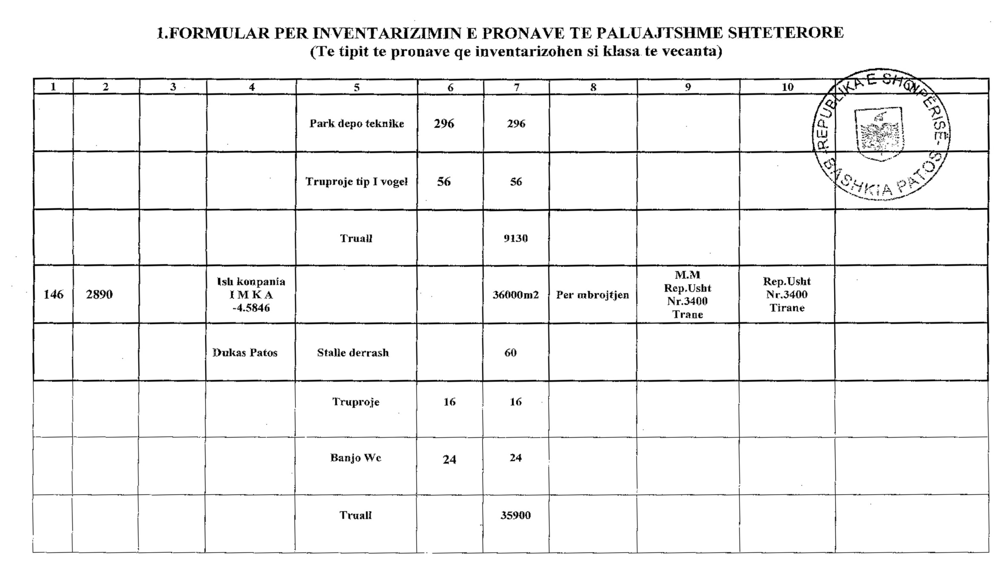 1.FORMULAR PER INVENTARIZIMIN E PRONAVE TE PALUAJTSHME SHTETERORE
(Te tipit te pronave qe inventarizohen si klasa te vecanta)
1 2 3 4 5 6 7 8 9 10
REPUBLIKA E SHQIPËRISË
BASHKIA PATOS
Park depo teknike 296 296
Truproje tip I vogel 56 56
Truall 9130
146 2890 Ish konpania
I M K A
-4.5846
36000m2 Per mbrojtjen M.M
Rep.Usht
Nr.3400
Trane
Rep.Usht
Nr.3400
Tirane
Dukas Patos Stalle derrash 60
Truproje 16 16
Banjo Wc 24 24
Truall 35900